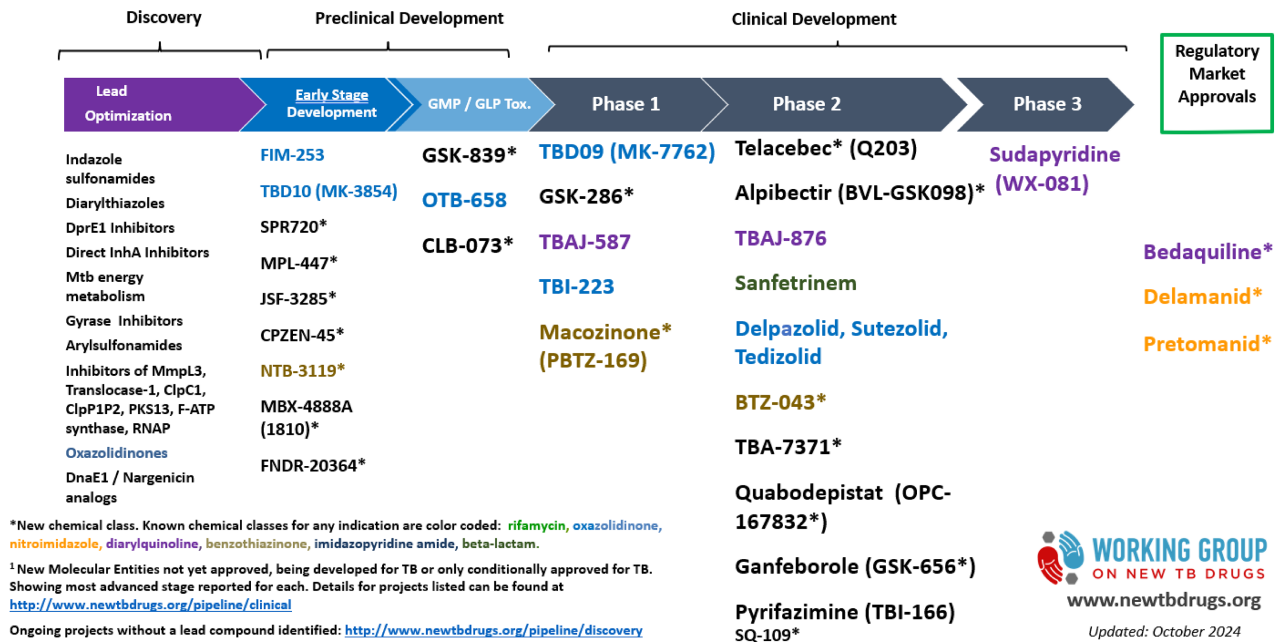 Discovery
Preclinical Development
Clinical Development
Lead
Optimization
Early Stage
Development
GMP / GLP Tox.
Phase 1
Phase 2
Phase 3
Regulatory
Market
Approvals
Indazole
sulfonamides
Diarylthiazoles
DprE1 Inhibitors
Direct InhA Inhibitors
Mtb energy
metabolism
Gyrase Inhibitors
Arylsulfonamides
Inhibitors of MmpL3,
Translocase-1, ClpC1,
ClpP1P2, PKS13, F-ATP
synthase, RNAP
Oxazolidinones
DnaE1 / Nargenicin
analogs
FIM-253
TBD10 (MK-3854)
SPR720*
MPL-447*
JSF-3285*
CPZEN-45*
NTB-3119*
MBX-4888A
(1810)*
FNDR-20364*
GSK-839*
OTB-658
CLB-073*
TBD09 (MK-7762)
GSK-286*
TBAJ-587
TBI-223
Macozinone*
(PBTZ-169)
Telacebec* (Q203)
Alpibectir (BVL-GSK098)*
TBAJ-876
Sanfetrinem
Delpazolid, Sutezolid,
Tedizolid
BTZ-043*
TBA-7371*
Quabodepistat (OPC-
167832*)
Ganfeborole (GSK-656*)
Pyrifazimine (TBI-166)
SQ-109*
Sudapyridine
(WX-081)
Bedaquiline*
Delamanid*
Pretomanid*
*New chemical class. Known chemical classes for any indication are color coded: rifamycin, oxazolidinone,
nitroimidazole, diarylquinoline, benzothiazinone, imidazopyridine amide, beta-lactam.
1 New Molecular Entities not yet approved, being developed for TB or only conditionally approved for TB.
Showing most advanced stage reported for each. Details for projects listed can be found at
http://www.newtbdrugs.org/pipeline/clinical
Ongoing projects without a lead compound identified: http://www.newtbdrugs.org/pipeline/discovery
WORKING GROUP
ON NEW TB DRUGS
www.newtbdrugs.org
Updated: October 2024